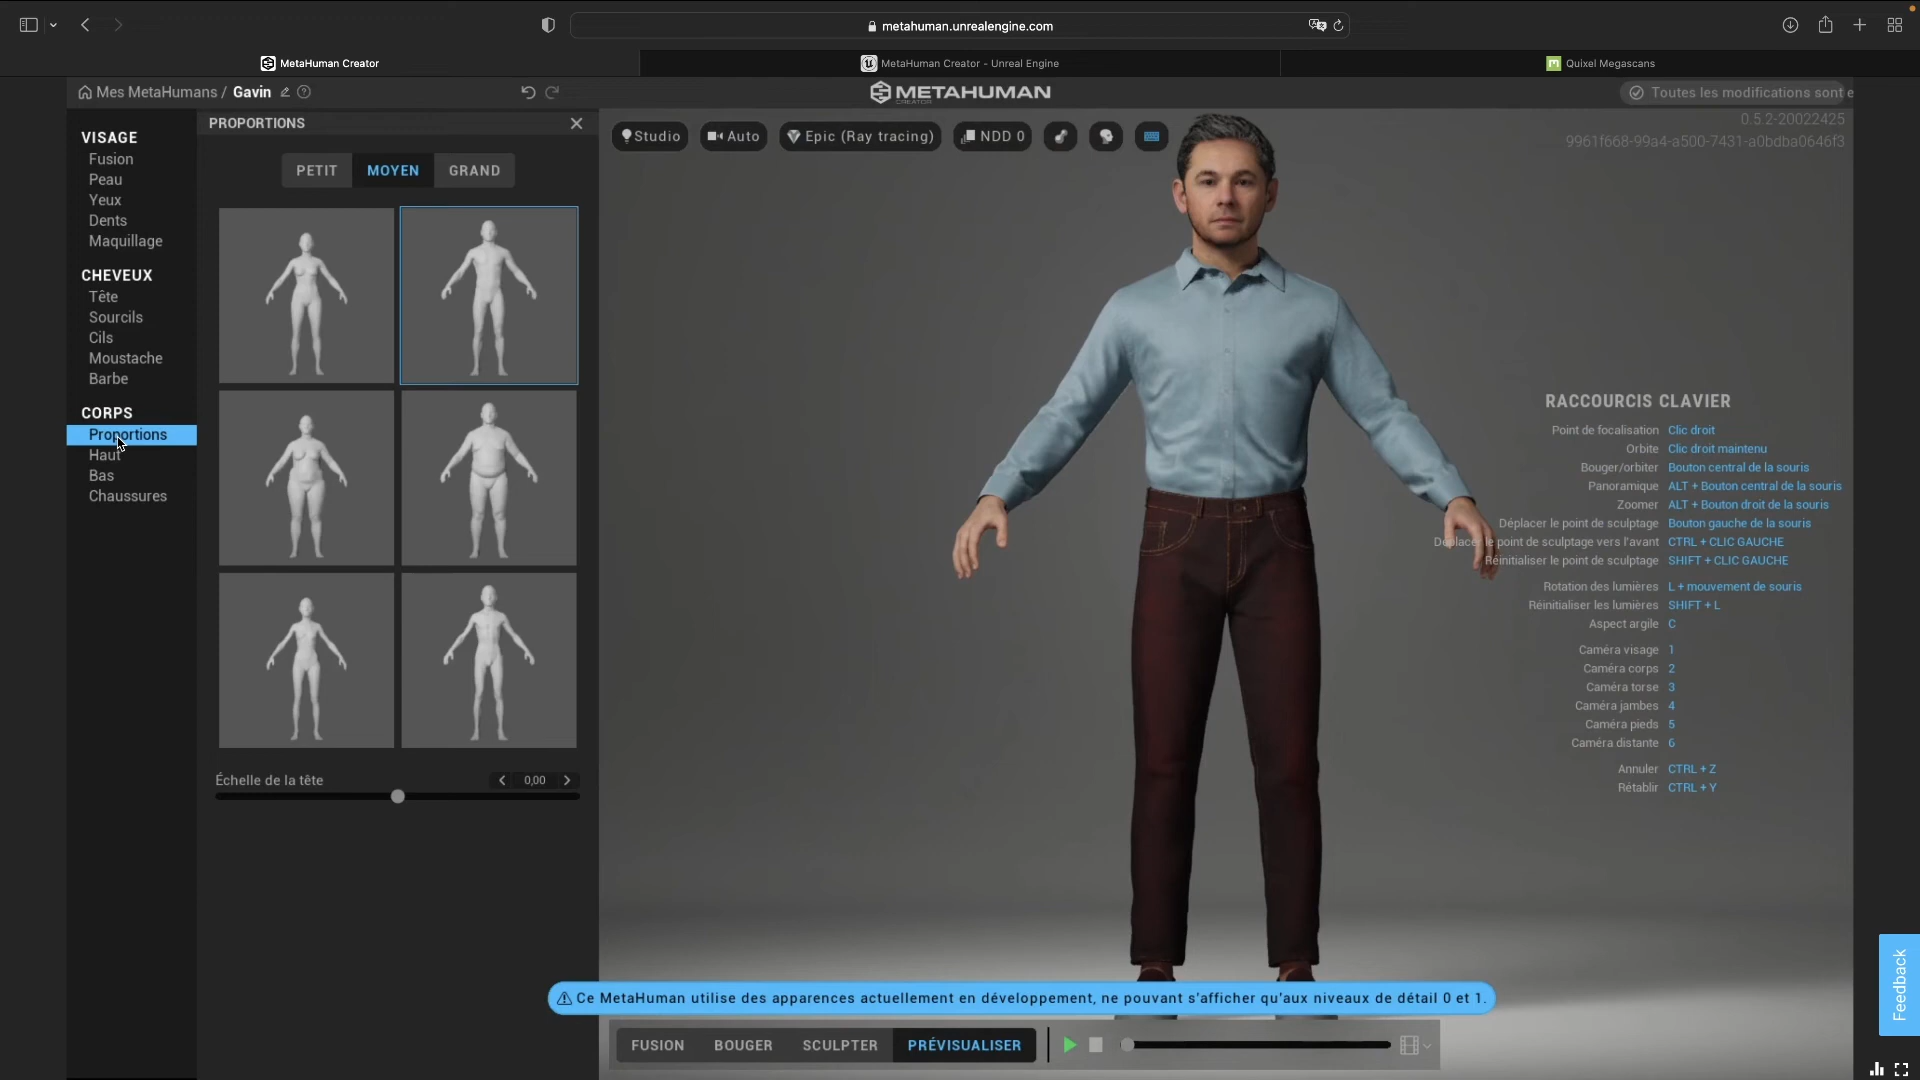 metahuman.unrealengine.com
MetaHuman Creator
MetaHuman Creator - Unreal Engine
Quixel Megascans
Mes MetaHumans / Gavin
METAHUMAN
CREATOR
Toutes les modifications sont e
0.5.2-20022425
9961f668-99a4-a500-7431-a0bdba0646f3
VISAGE
Fusion
Peau
Yeux
Dents
Maquillage
CHEVEUX
Tête
Sourcils
Cils
Moustache
Barbe
CORPS
Proportions
Haut
Bas
Chaussures
PROPORTIONS
PETIT
MOYEN
GRAND
Échelle de la tête
0,00
Studio
Auto
Epic (Ray tracing)
NDD 0
RACCOURCIS CLAVIER
Point de focalisation Clic droit
Orbite Clic droit maintenu
Bouger/orbiter Bouton central de la souris
Panoramique ALT + Bouton central de la souris
Zoomer ALT + Bouton droit de la souris
Déplacer le point de sculptage Bouton gauche de la souris
Déplacer le point de sculptage vers l'avant CTRL + CLIC GAUCHE
Réinitialiser le point de sculptage SHIFT + CLIC GAUCHE
Rotation des lumières L + mouvement de souris
Réinitialiser les lumières SHIFT + L
Aspect argile C
Caméra visage 1
Caméra corps 2
Caméra torse 3
Caméra jambes 4
Caméra pieds 5
Caméra distante 6
Annuler CTRL + Z
Rétablir CTRL + Y
Feedback
Ce MetaHuman utilise des apparences actuellement en développement, ne pouvant s'afficher qu'aux niveaux de détail 0 et 1.
FUSION
BOUGER
SCULPTER
PRÉVISUALISER